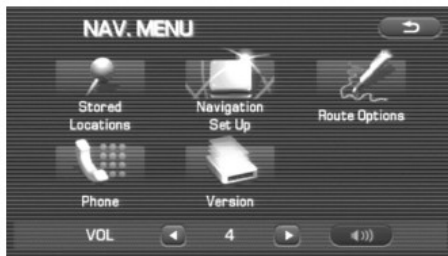 NAV. MENU
Stored
Locations
Navigation
Set Up
Route Options
Phone
Version
VOL 4